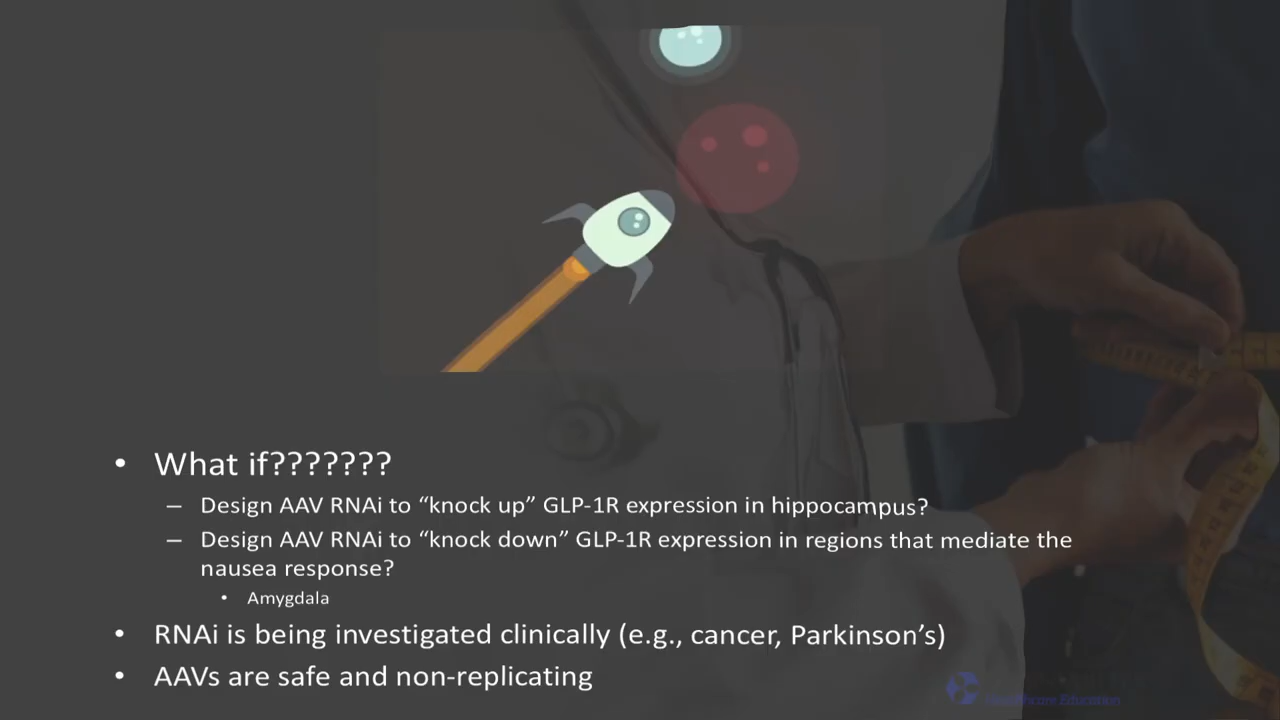 • What if???????
– Design AAV RNAi to “knock up” GLP-1R expression in hippocampus?
– Design AAV RNAi to “knock down” GLP-1R expression in regions that mediate the
nausea response?
• Amygdala
• RNAi is being investigated clinically (e.g., cancer, Parkinson’s)
• AAVs are safe and non-replicating
Healthcare Education